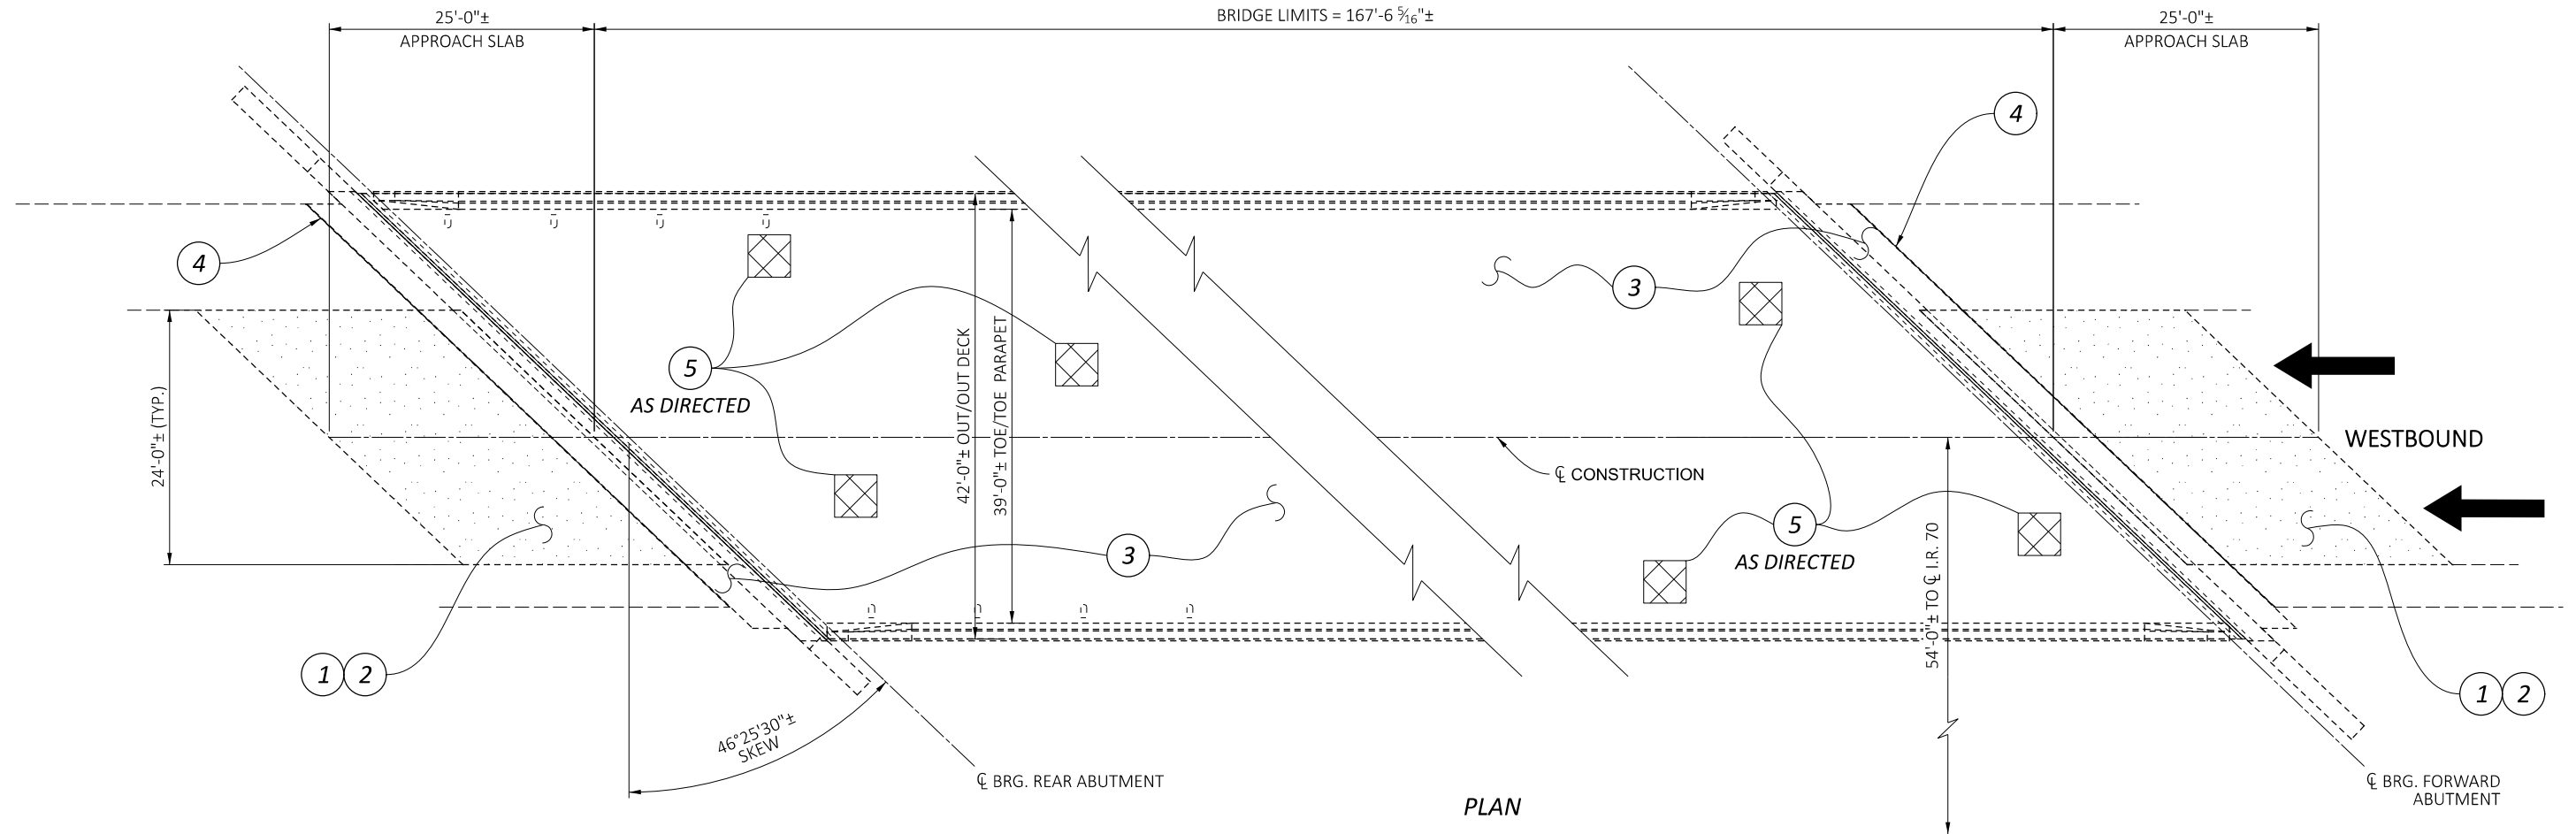 25'-0"±
APPROACH SLAB
BRIDGE LIMITS = 167'-6 5⁄16"±
25'-0"±
APPROACH SLAB
4
4
3
5
AS DIRECTED
24'-0"± (TYP.)
42'-0"± OUT/OUT DECK
39'-0"± TOE/TOE PARAPET
WESTBOUND
℄ CONSTRUCTION
5
AS DIRECTED
3
54'-0"± TO ℄ I.R. 70
1 2
1 2
46°25'30"±
SKEW
℄ BRG. REAR ABUTMENT
℄ BRG. FORWARD
ABUTMENT
PLAN